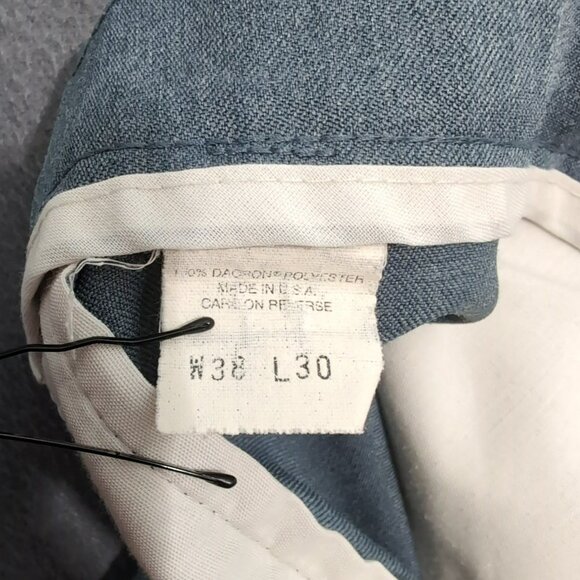 100% DACRON® POLYESTER
MADE IN U.S.A.
CARE ON REVERSE
W38 L30